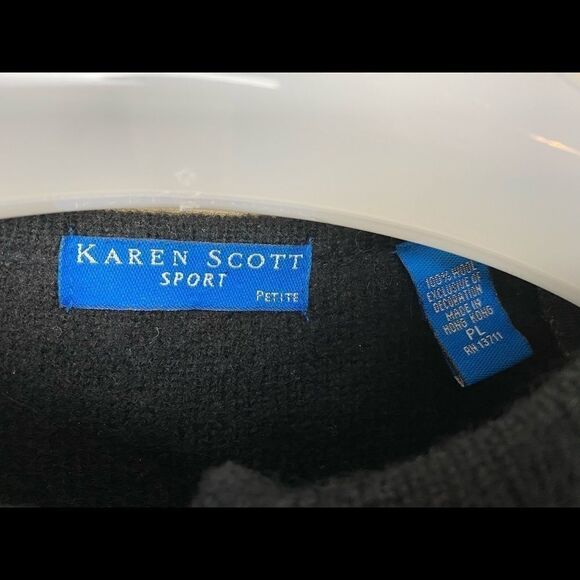 KAREN SCOTT
SPORT
PETITE
100% WOOL
EXCLUSIVE OF
DECORATION
MADE IN
HONG KONG
PL
RN 13711